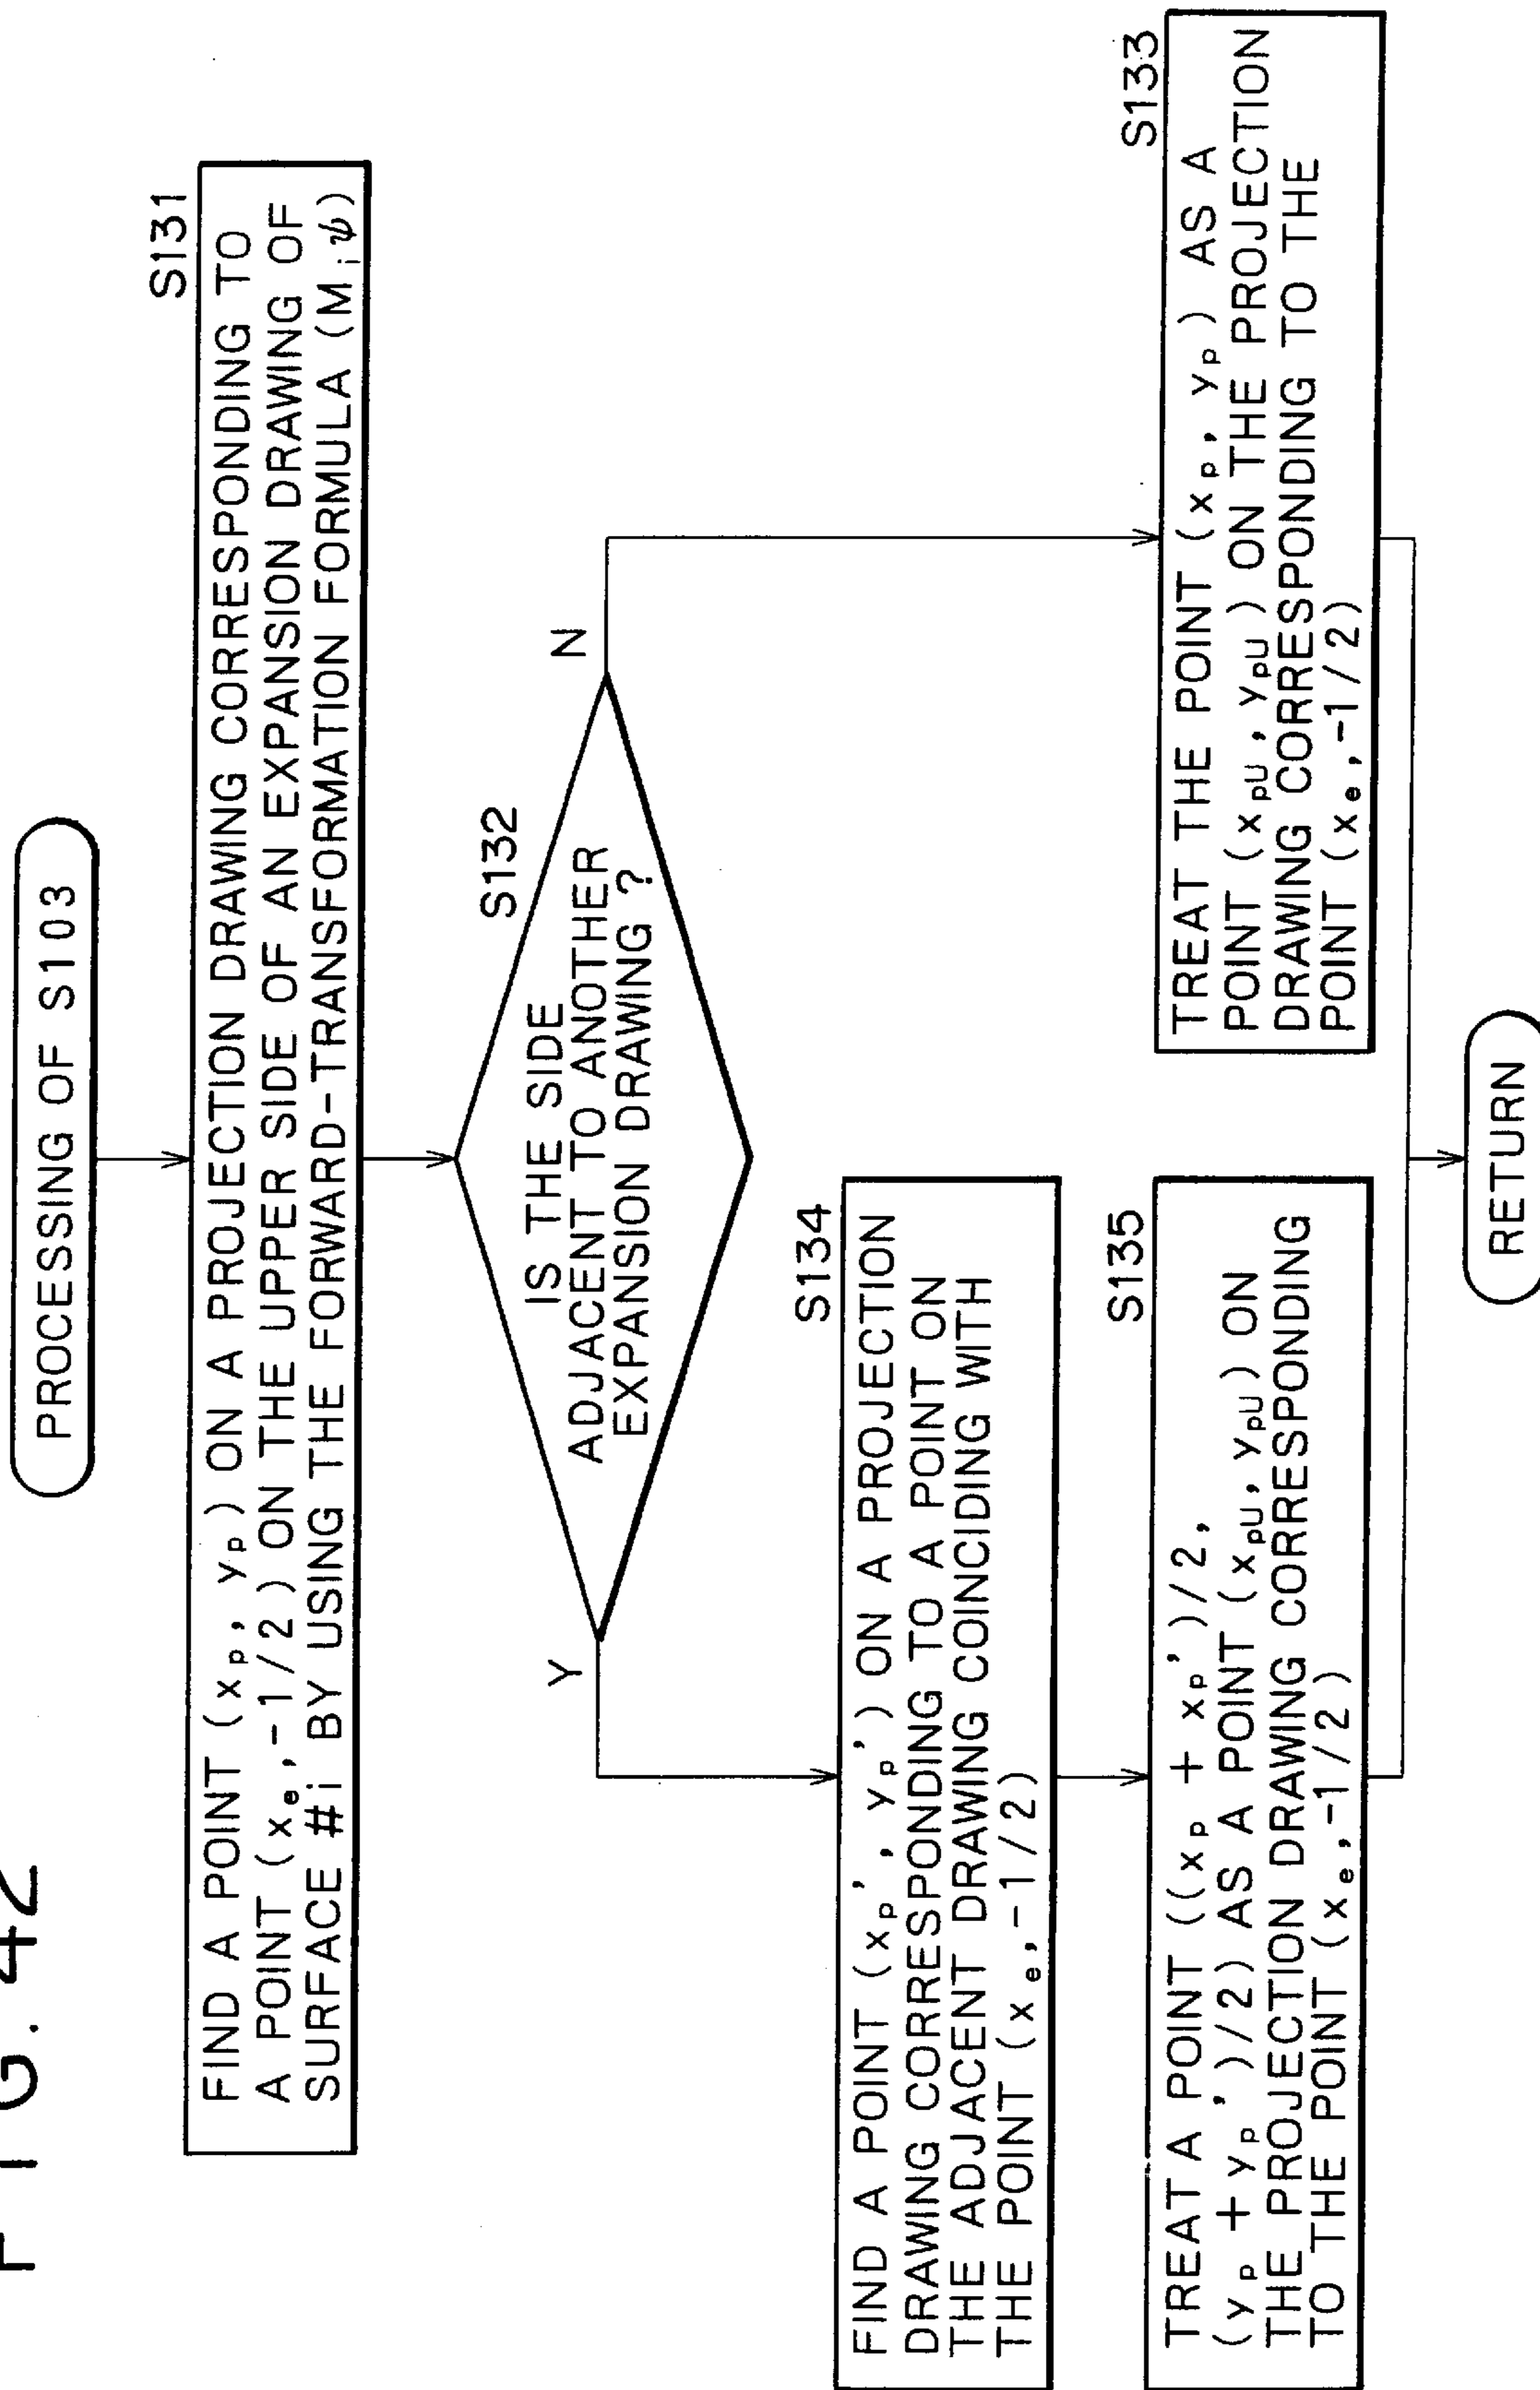 FIG. 42
PROCESSING OF S103
S131
FIND A POINT (xp, yp) ON A PROJECTION DRAWING CORRESPONDING TO
A POINT (xe, -1/2) ON THE UPPER SIDE OF AN EXPANSION DRAWING OF
SURFACE #i BY USING THE FORWARD-TRANSFORMATION FORMULA (Miψ)
S132
IS THE SIDE
ADJACENT TO ANOTHER
EXPANSION DRAWING ?
Y
N
S134
FIND A POINT (xp', yp') ON A PROJECTION
DRAWING CORRESPONDING TO A POINT ON
THE ADJACENT DRAWING COINCIDING WITH
THE POINT (xe, -1/2)
S135
TREAT A POINT ((xp + xp')/2,
(yp + yp')/2) AS A POINT (xpU, ypU) ON
THE PROJECTION DRAWING CORRESPONDING
TO THE POINT (xe, -1/2)
S133
TREAT THE POINT (xp, yp) AS A
POINT (xpU, ypU) ON THE PROJECTION
DRAWING CORRESPONDING TO THE
POINT (xe, -1/2)
RETURN